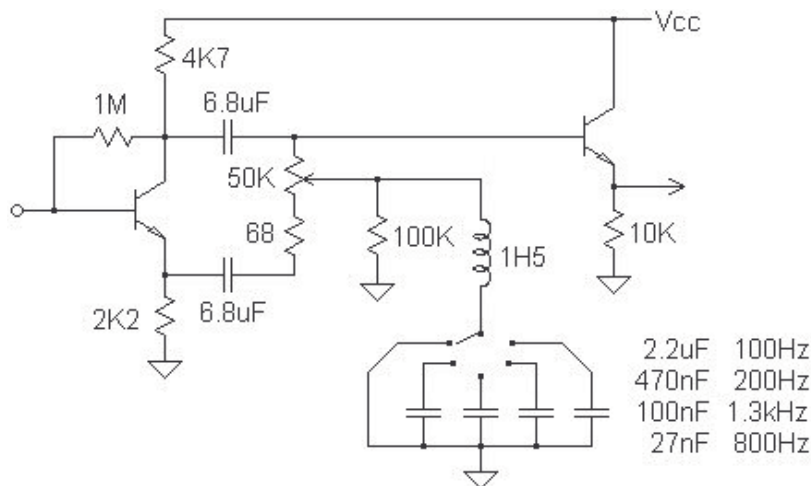 Vcc
4K7
1M
6.8uF
50K
68
100K
1H5
10K
2K2
6.8uF
2.2uF 100Hz
470nF 200Hz
100nF 1.3kHz
27nF 800Hz